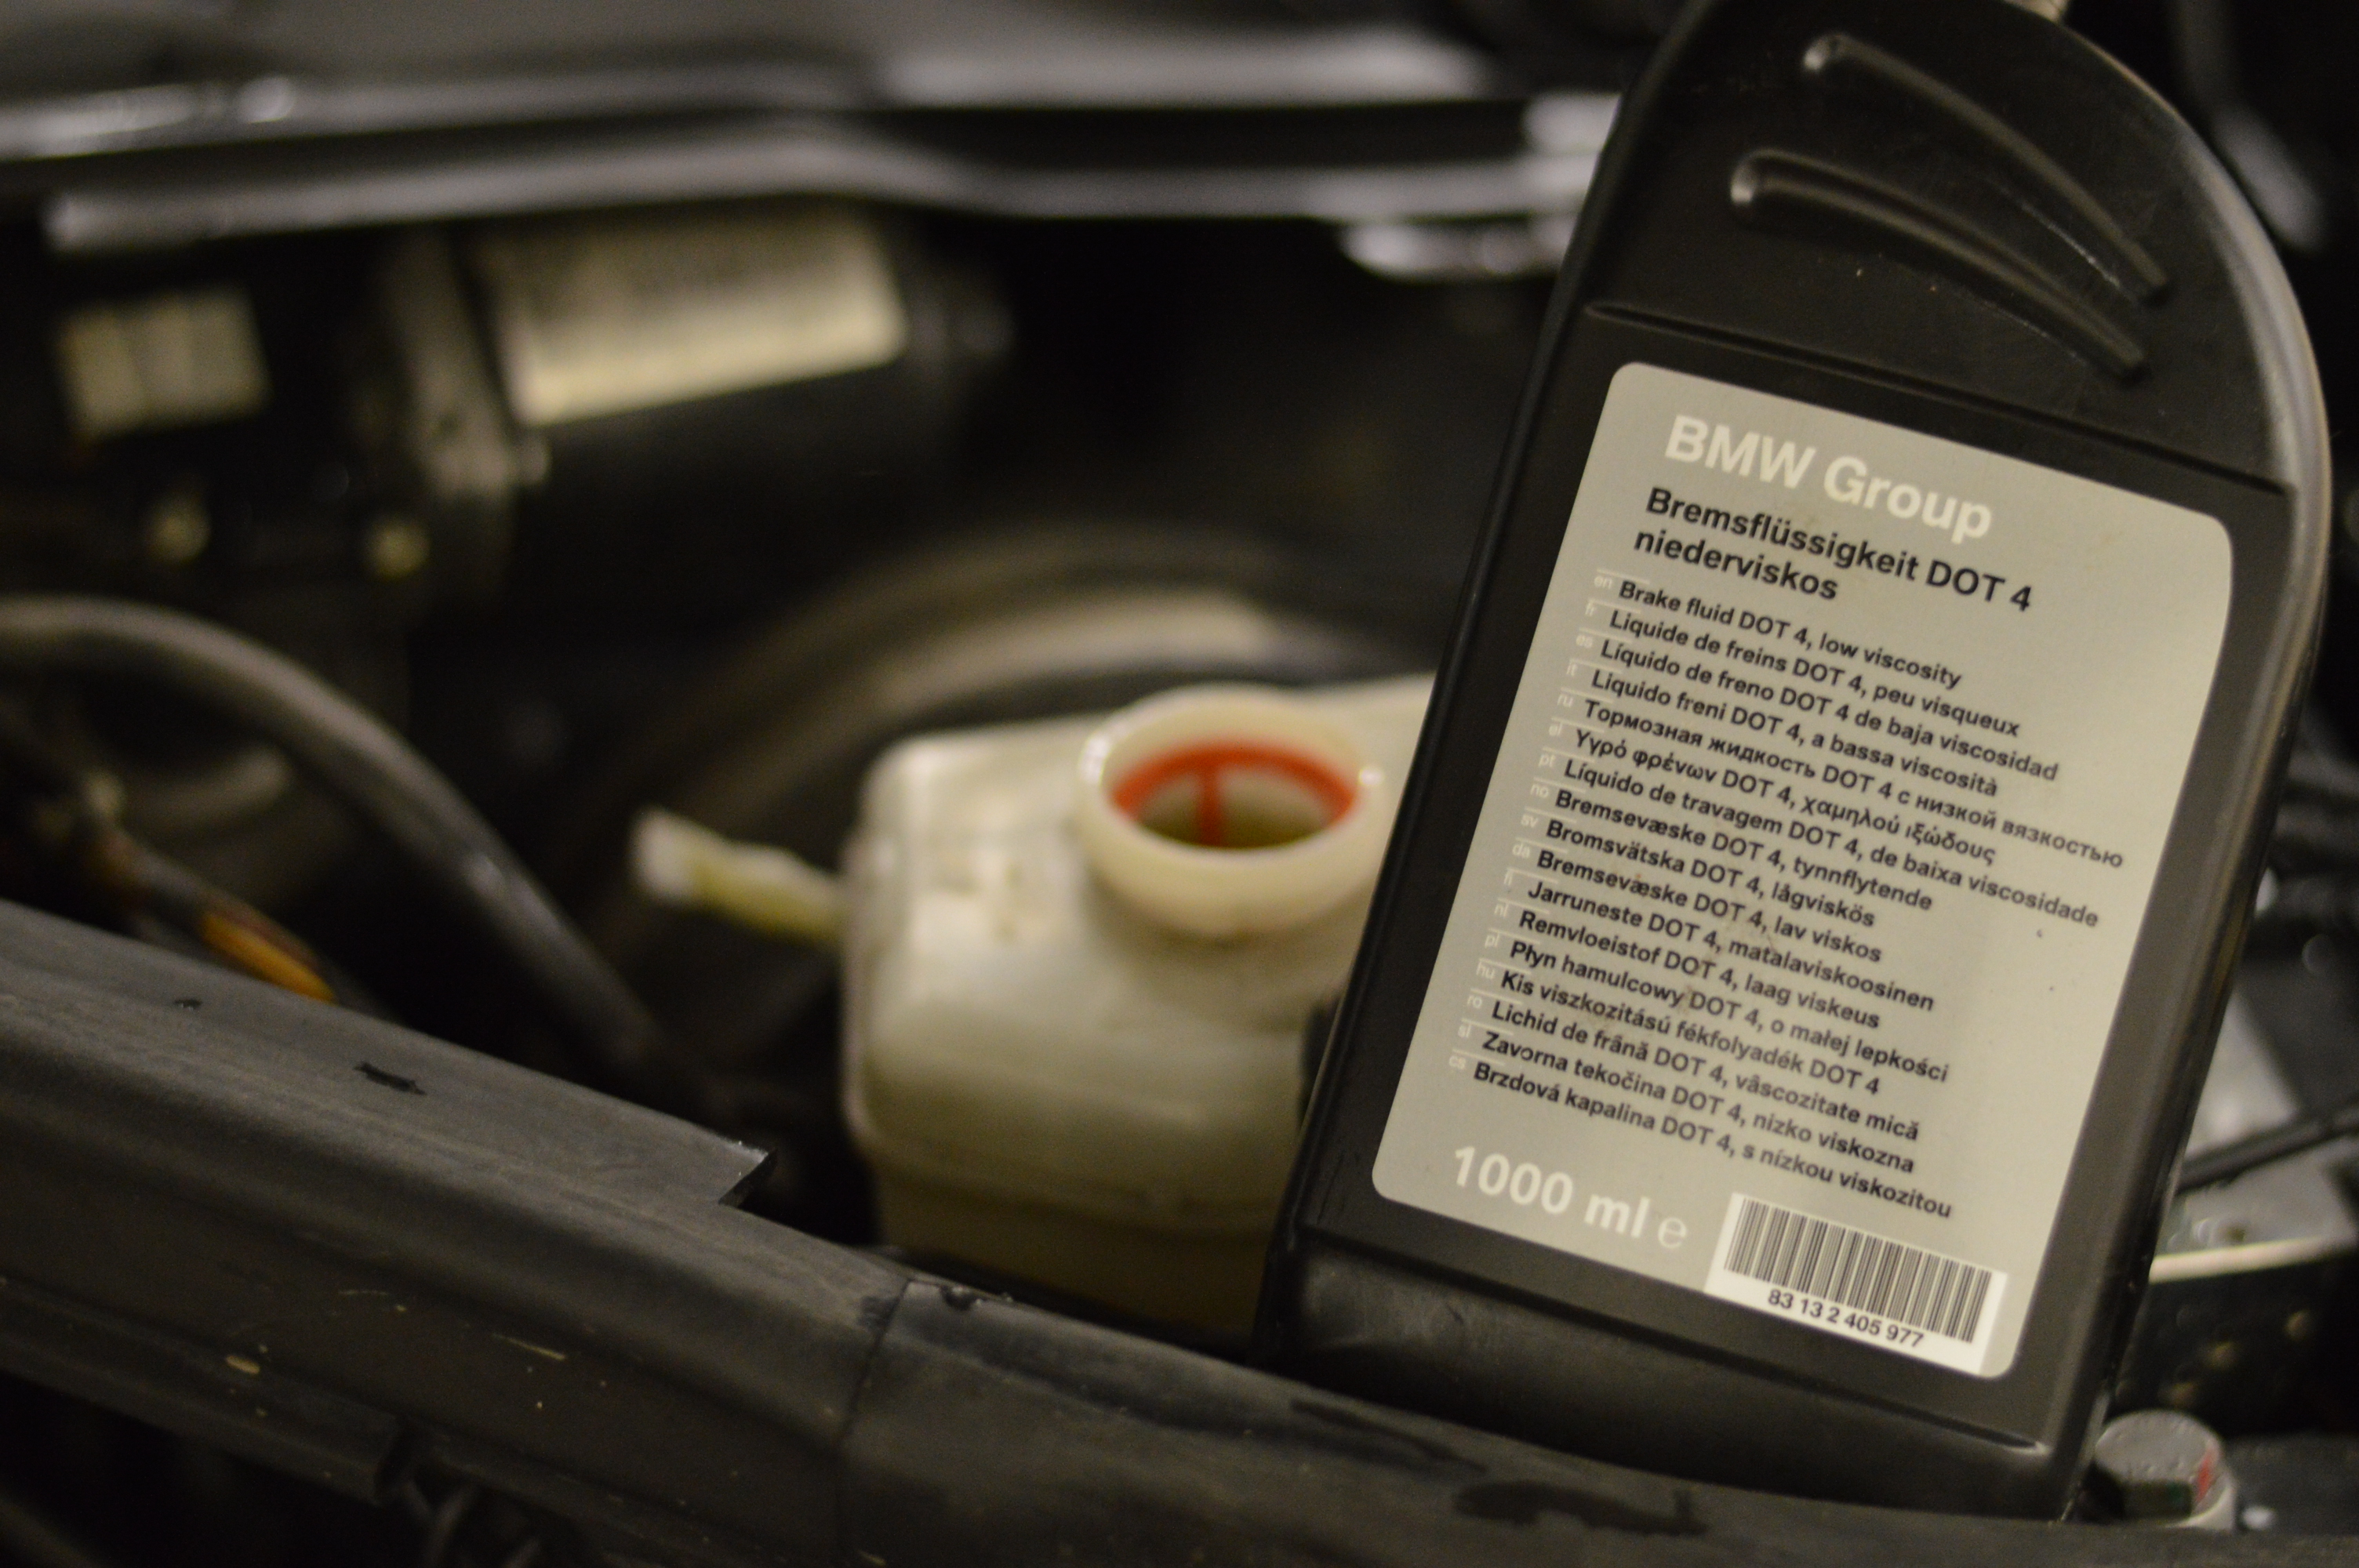 BMW Group
Bremsflüssigkeit DOT 4
niederviskos
en Brake fluid DOT 4, low viscosity
fr Liquide de freins DOT 4, peu visqueux
es Líquido de freno DOT 4 de baja viscosidad
it Liquido freni DOT 4, a bassa viscosità
ru Тормозная жидкость DOT 4 с низкой вязкостью
el Υγρό φρένων DOT 4, χαμηλού ιξώδους
pt Líquido de travagem DOT 4, de baixa viscosidade
no Bremsevæske DOT 4, tynnflytende
sv Bromsvätska DOT 4, lågviskös
da Bremsevæske DOT 4, lav viskos
Jarruneste DOT 4, matalaviskoosinen
nl Remvloeistof DOT 4, laag viskeus
pl Płyn hamulcowy DOT 4, o małej lepkości
hu Kis viszkozitású fékfolyadék DOT 4
ro Lichid de frână DOT 4, vâscozitate mică
sl Zavorna tekočina DOT 4, nizko viskozna
cs Brzdová kapalina DOT 4, s nízkou viskozitou
1000 ml e
83 13 2 405 977